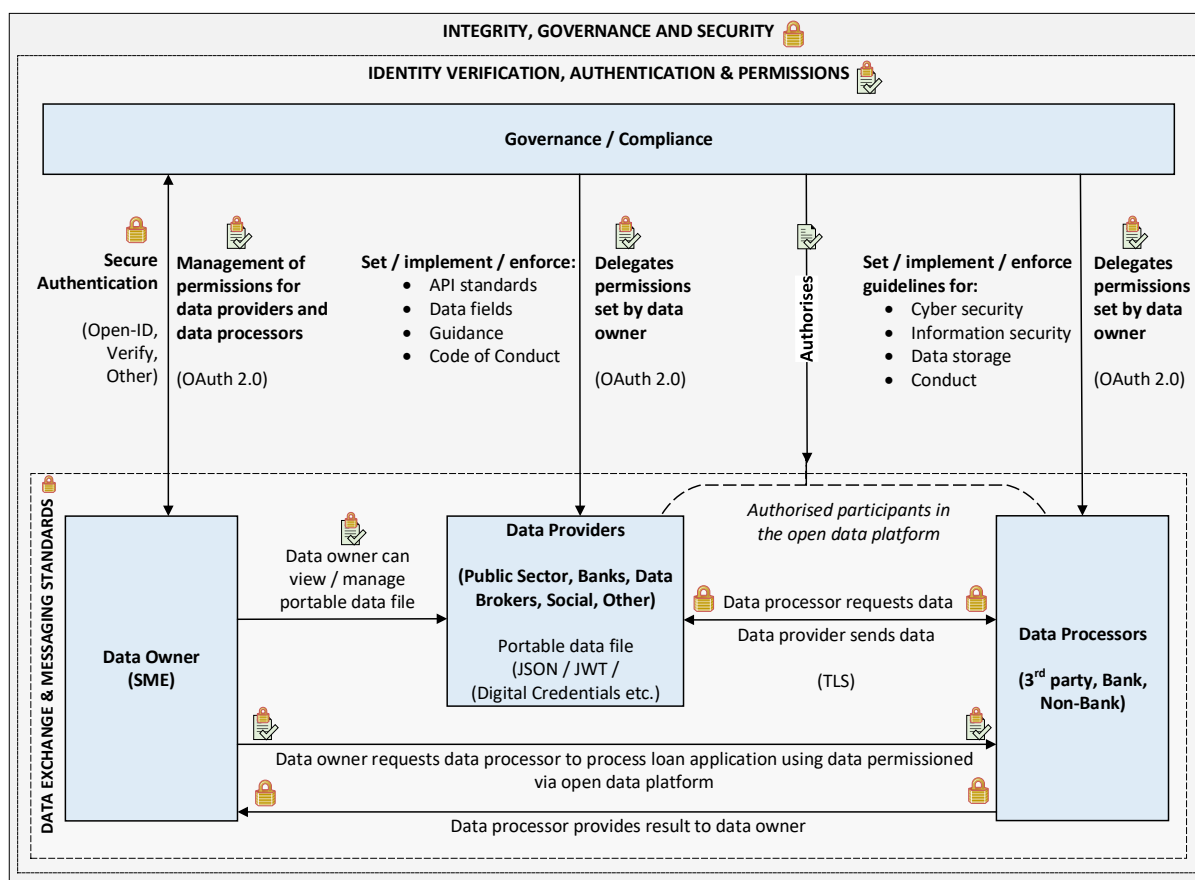 INTEGRITY, GOVERNANCE AND SECURITY
IDENTITY VERIFICATION, AUTHENTICATION & PERMISSIONS
Governance / Compliance
Secure
Authentication
(Open-ID,
Verify,
Other)
Management of
permissions for
data providers and
data processors
(OAuth 2.0)
Set / implement / enforce:
• API standards
• Data fields
• Guidance
• Code of Conduct
Delegates
permissions
set by data
owner
(OAuth 2.0)
Authorises
Set / implement / enforce
guidelines for:
• Cyber security
• Information security
• Data storage
• Conduct
Delegates
permissions
set by data
owner
(OAuth 2.0)
DATA EXCHANGE & MESSAGING STANDARDS
Data Owner
(SME)
Data owner can
view / manage
portable data file
Data Providers
(Public Sector, Banks, Data
Brokers, Social, Other)
Portable data file
(JSON / JWT /
(Digital Credentials etc.)
Authorised participants in
the open data platform
Data processor requests data
Data provider sends data
(TLS)
Data Processors
(3rd party, Bank,
Non-Bank)
Data owner requests data processor to process loan application using data permissioned
via open data platform
Data processor provides result to data owner